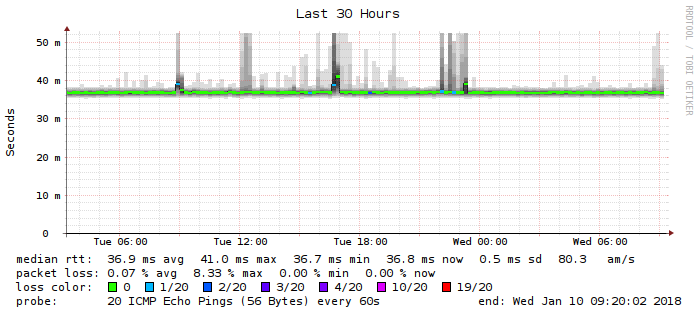 Last 30 Hours
RRDTOOL / TOBI OETIKER
Seconds
50 m
40 m
30 m
20 m
10 m
0
Tue 06:00 Tue 12:00 Tue 18:00 Wed 00:00 Wed 06:00
median rtt: 36.9 ms avg 41.0 ms max 36.7 ms min 36.8 ms now 0.5 ms sd 80.3 am/s
packet loss: 0.07 % avg 8.33 % max 0.00 % min 0.00 % now
loss color: 0 1/20 2/20 3/20 4/20 10/20 19/20
probe: 20 ICMP Echo Pings (56 Bytes) every 60s end: Wed Jan 10 09:20:02 2018